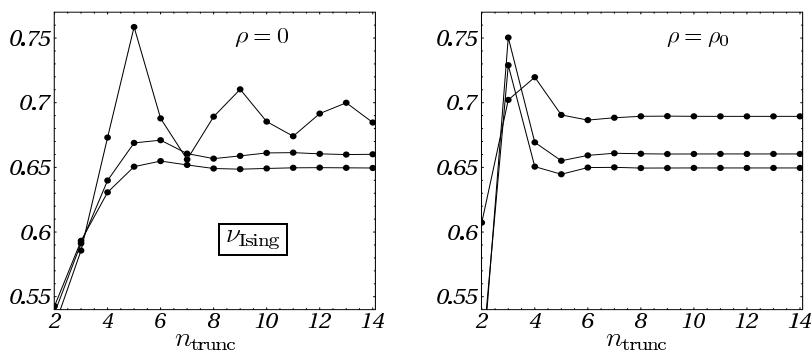 0.75
0.7
0.65
0.6
0.55
ρ = 0
ν_Ising
2 4 6 8 10 12 14
n_trunc
0.75
0.7
0.65
0.6
0.55
ρ = ρ₀
2 4 6 8 10 12 14
n_trunc